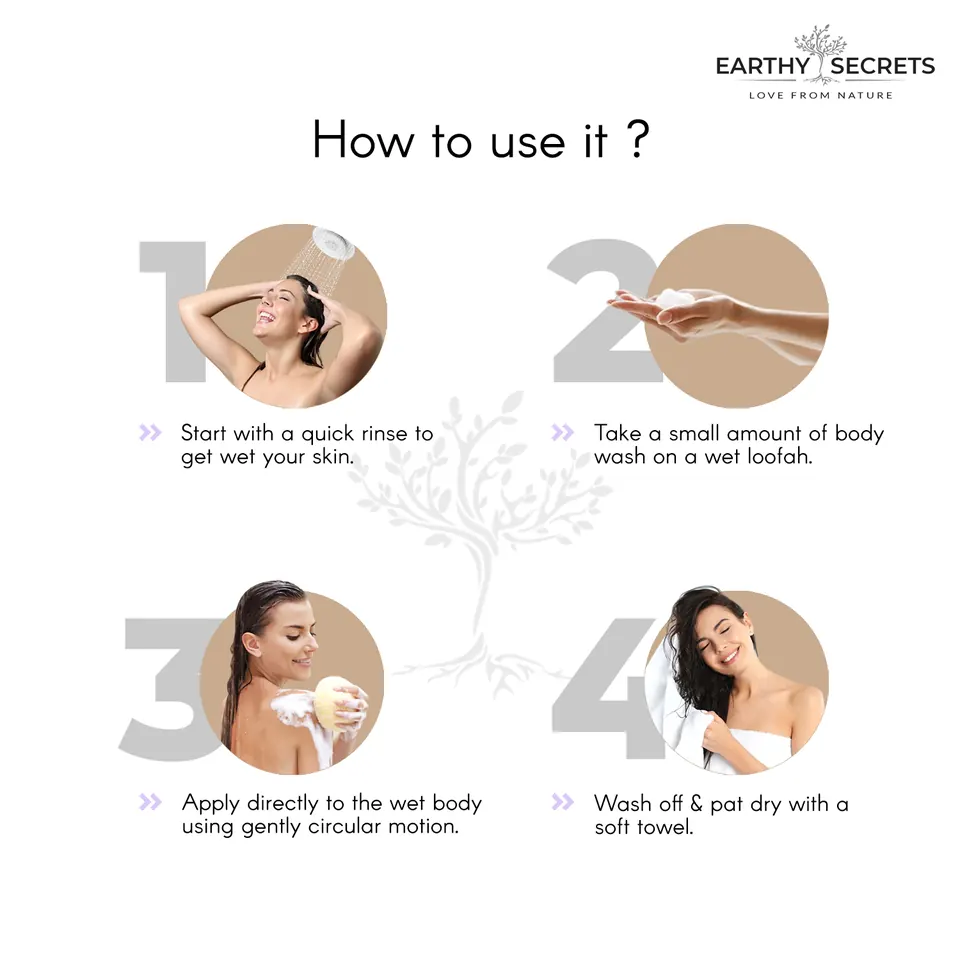 EARTHY SECRETS
LOVE FROM NATURE
How to use it ?
1
Start with a quick rinse to
get wet your skin.
2
Take a small amount of body
wash on a wet loofah.
3
Apply directly to the wet body
using gently circular motion.
4
Wash off & pat dry with a
soft towel.